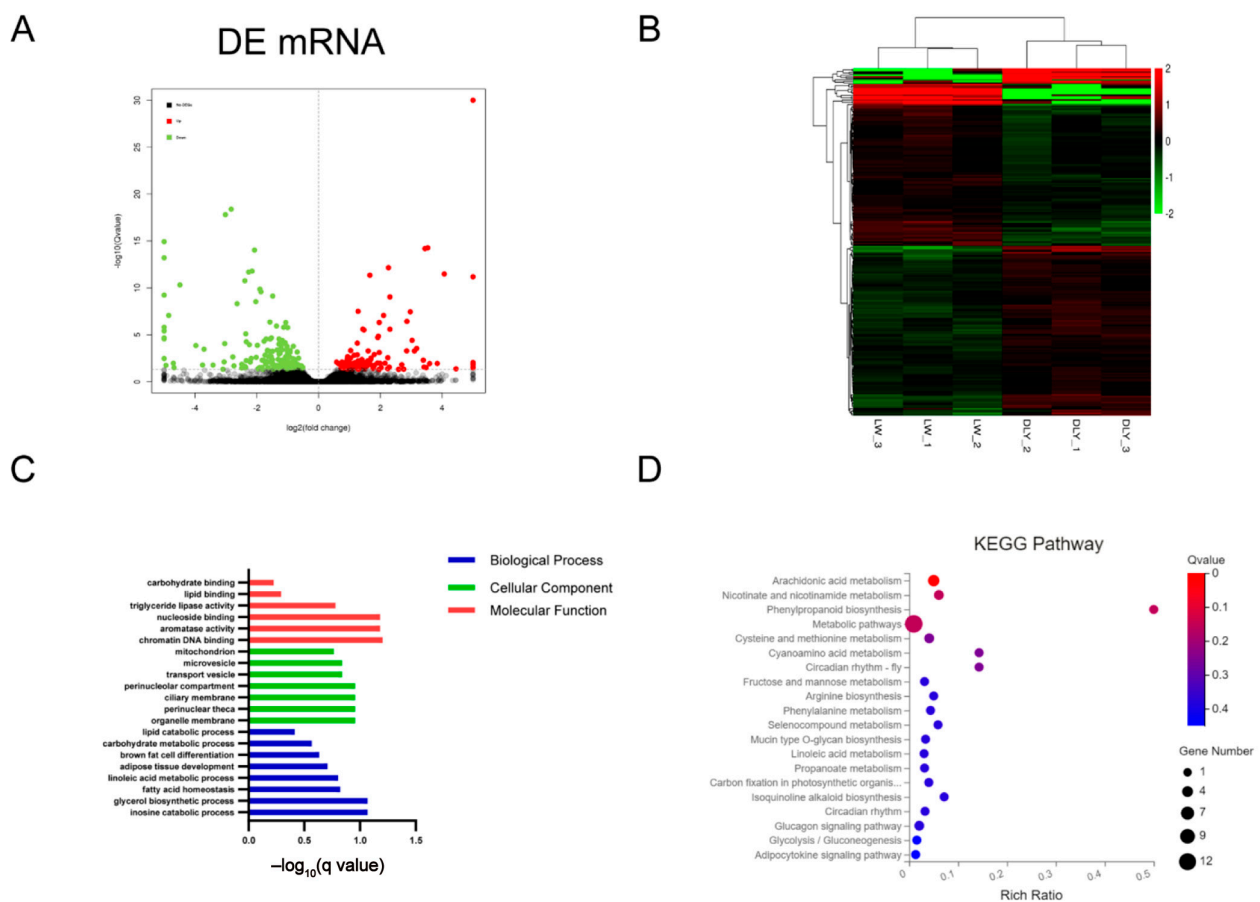 A
DE mRNA
No DEGs
Up
Down
30
25
20
15
10
5
0
-log10(Qvalue)
-4
-2
0
2
4
log2(fold change)
B
2
1
0
-1
-2
LW_3
LW_1
LW_2
DLY_2
DLY_1
DLY_3
C
Biological Process
Cellular Component
Molecular Function
carbohydrate binding
lipid binding
triglyceride lipase activity
nucleoside binding
aromatase activity
chromatin DNA binding
mitochondrion
microvesicle
transport vesicle
perinucleolar compartment
ciliary membrane
perinuclear theca
organelle membrane
lipid catabolic process
carbohydrate metabolic process
brown fat cell differentiation
adipose tissue development
linoleic acid metabolic process
fatty acid homeostasis
glycerol biosynthetic process
inosine catabolic process
0.0
0.5
1.0
1.5
–log10(q value)
D
KEGG Pathway
Arachidonic acid metabolism
Nicotinate and nicotinamide metabolism
Phenylpropanoid biosynthesis
Metabolic pathways
Cysteine and methionine metabolism
Cyanoamino acid metabolism
Circadian rhythm - fly
Fructose and mannose metabolism
Arginine biosynthesis
Phenylalanine metabolism
Selenocompound metabolism
Mucin type O-glycan biosynthesis
Linoleic acid metabolism
Propanoate metabolism
Carbon fixation in photosynthetic organis...
Isoquinoline alkaloid biosynthesis
Circadian rhythm
Glucagon signaling pathway
Glycolysis / Gluconeogenesis
Adipocytokine signaling pathway
0
0.1
0.2
0.3
0.4
0.5
Rich Ratio
Qvalue
0
0.1
0.2
0.3
0.4
Gene Number
1
4
7
9
12